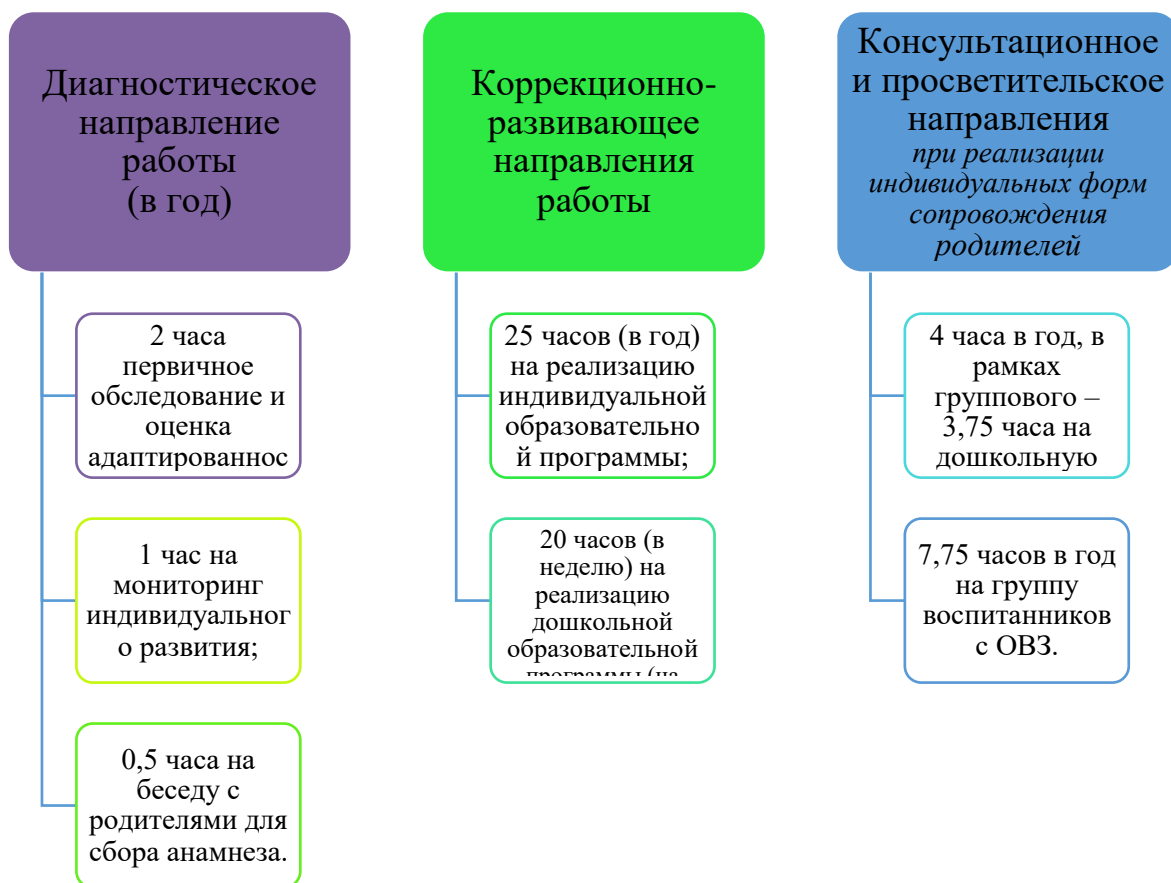 Диагностическое
направление
работы
(в год)
2 часа
первичное
обследование и
оценка
адаптированнос
1 час на
мониторинг
индивидуальног
о развития;
0,5 часа на
беседу с
родителями для
сбора анамнеза.
Коррекционно-
развивающее
направления
работы
25 часов (в год)
на реализацию
индивидуальной
образовательно
й программы;
20 часов (в
неделю) на
реализацию
дошкольной
образовательной
программы (на
Консультационное
и просветительское
направления
при реализации
индивидуальных форм
сопровождения
родителей
4 часа в год, в
рамках
группового –
3,75 часа на
дошкольную
7,75 часов в год
на группу
воспитанников
с ОВЗ.